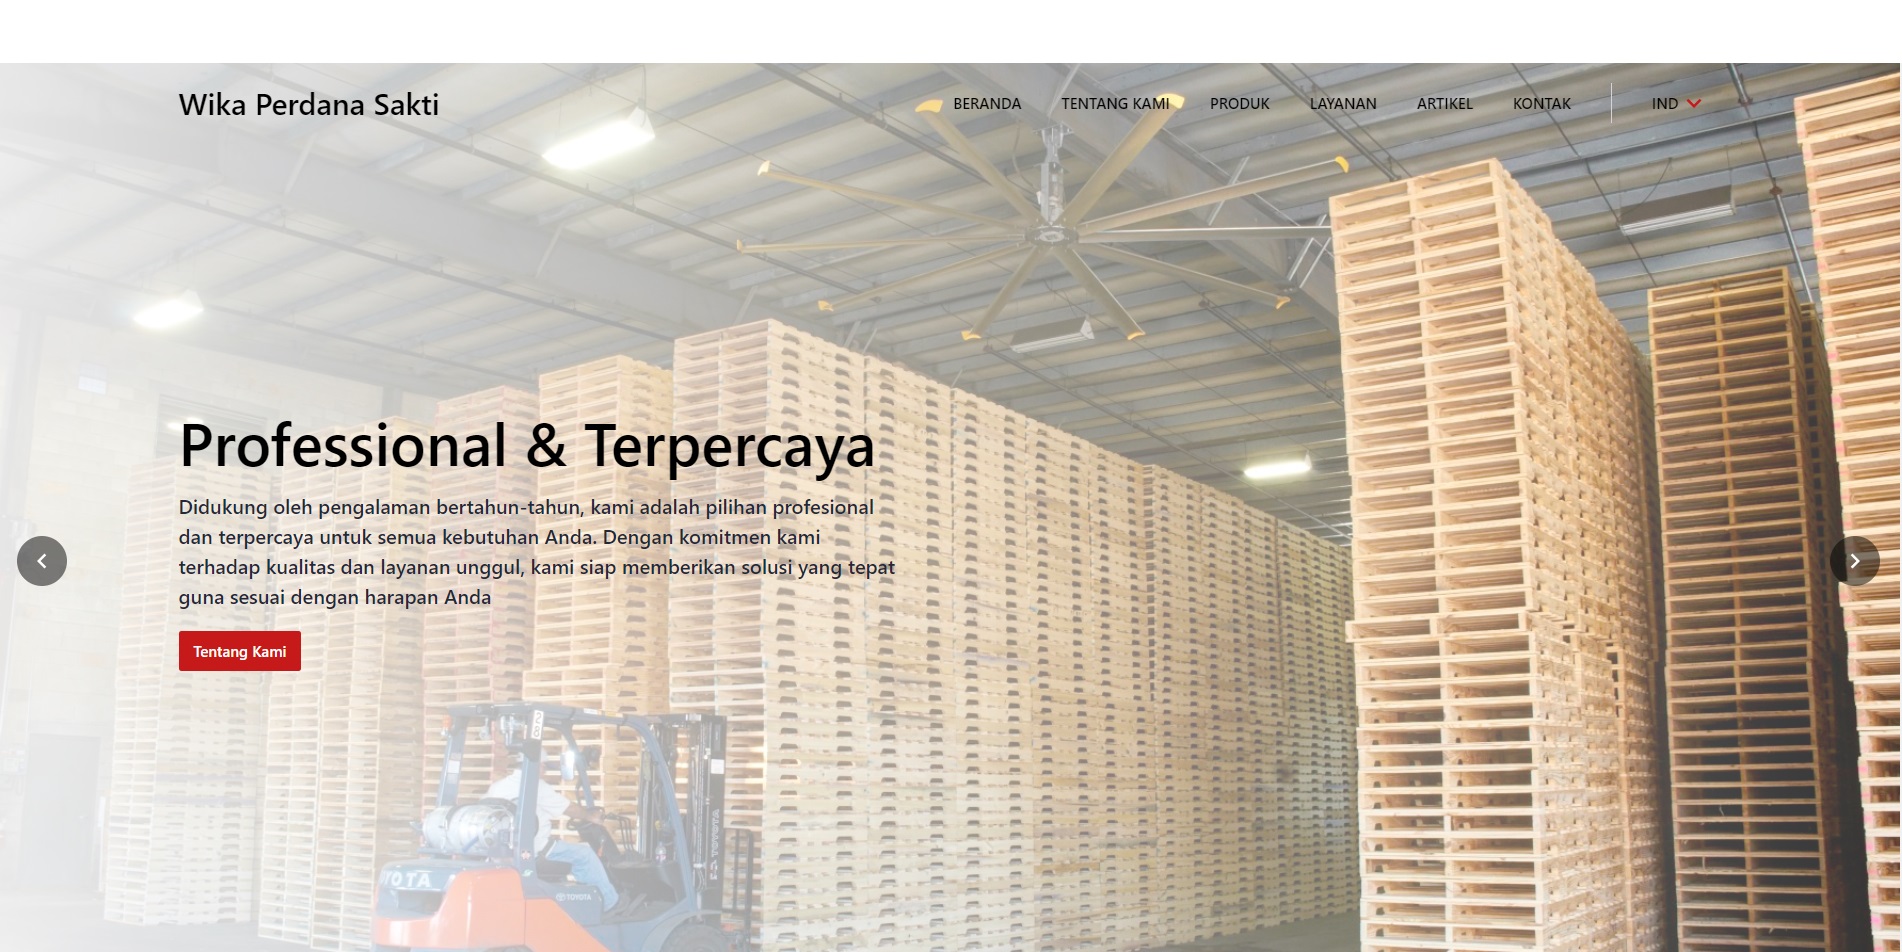 Wika Perdana Sakti
BERANDA TENTANG KAMI PRODUK LAYANAN ARTIKEL KONTAK IND
Professional & Terpercaya
Didukung oleh pengalaman bertahun-tahun, kami adalah pilihan profesional
dan terpercaya untuk semua kebutuhan Anda. Dengan komitmen kami
terhadap kualitas dan layanan unggul, kami siap memberikan solusi yang tepat
guna sesuai dengan harapan Anda
Tentang Kami
TOYOTA
TOYOTA